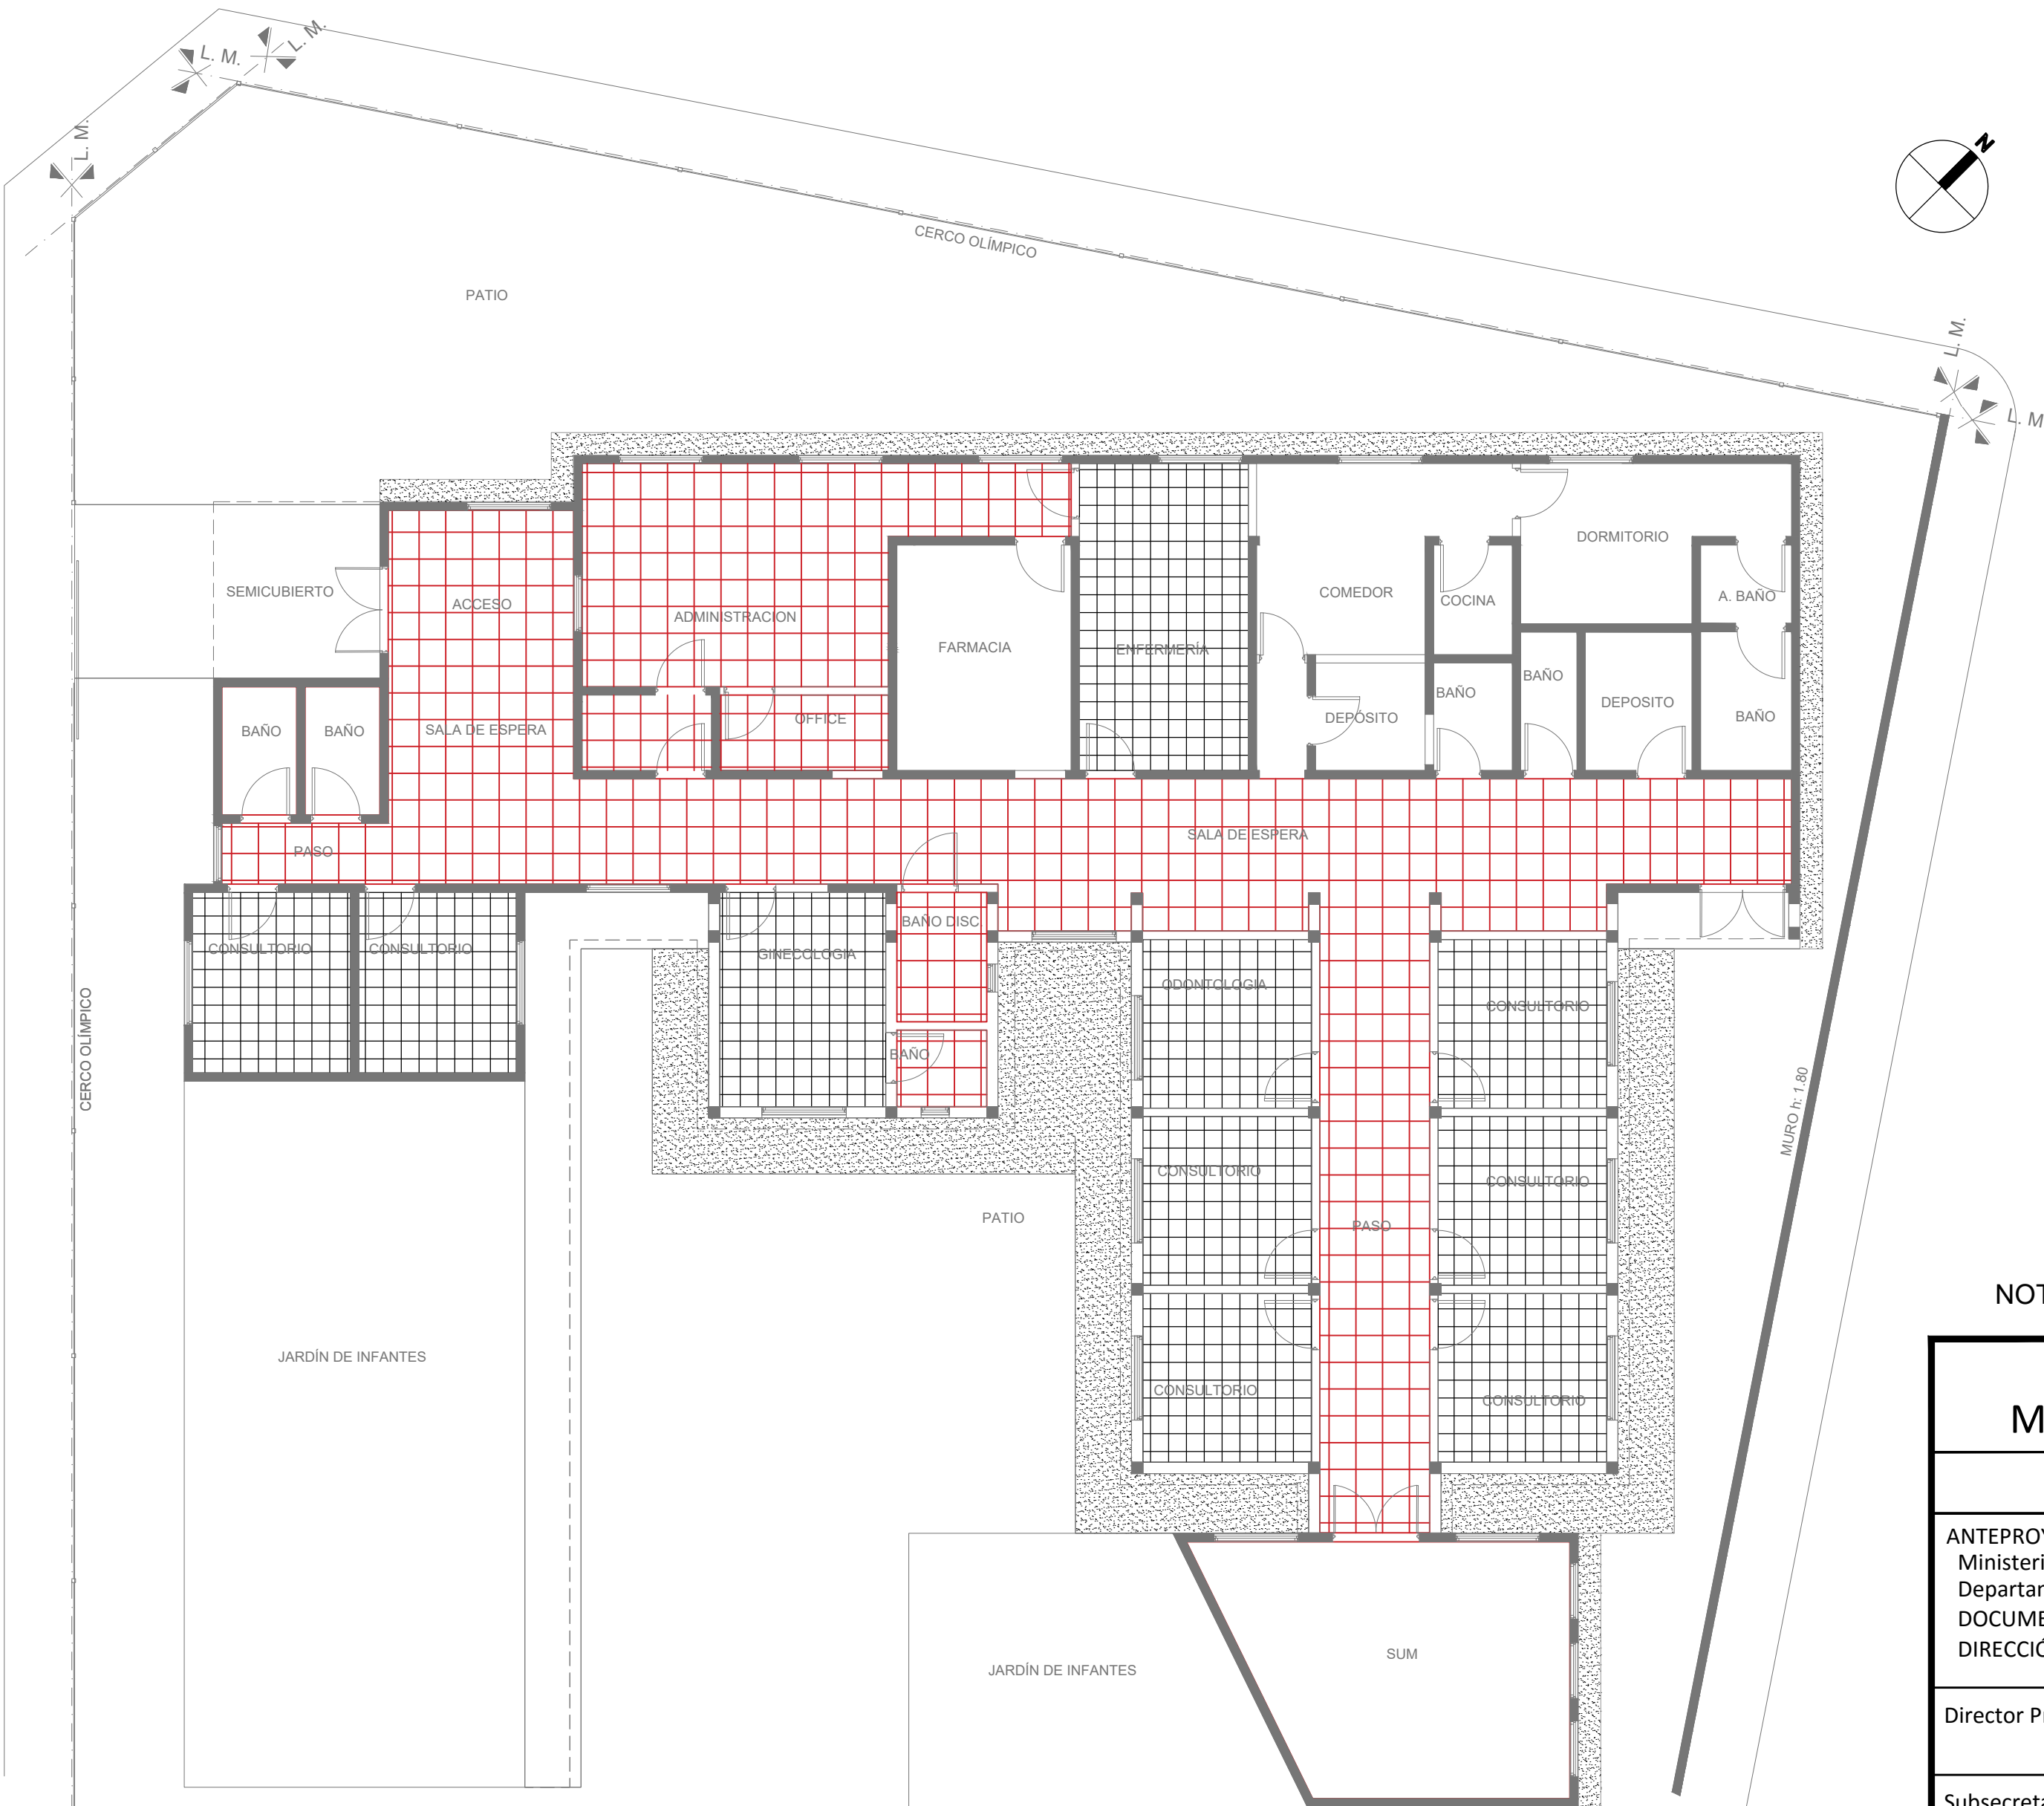 L. M.
L. M.
L. M.
N
CERCO OLÍMPICO
PATIO
L. M.
L. M.
SEMICUBIERTO
ACCESO
ADMINISTRACION
FARMACIA
ENFERMERÍA
COMEDOR
COCINA
DORMITORIO
A. BAÑO
BAÑO
BAÑO
SALA DE ESPERA
OFFICE
DEPÓSITO
BAÑO
BAÑO
DEPOSITO
BAÑO
PASO
SALA DE ESPERA
CONSULTORIO
CONSULTORIO
GINECOLOGIA
BAÑO DISC
BAÑO
ODONTOLOGIA
CONSULTORIO
CERCO OLÍMPICO
MURO h: 1.80
CONSULTORIO
CONSULTORIO
PATIO
PASO
JARDÍN DE INFANTES
CONSULTORIO
CONSULTORIO
JARDÍN DE INFANTES
SUM
NOT
M
ANTEPROY
Ministeri
Departar
DOCUME
DIRECCIÓ
Director Pr
Subsecreta